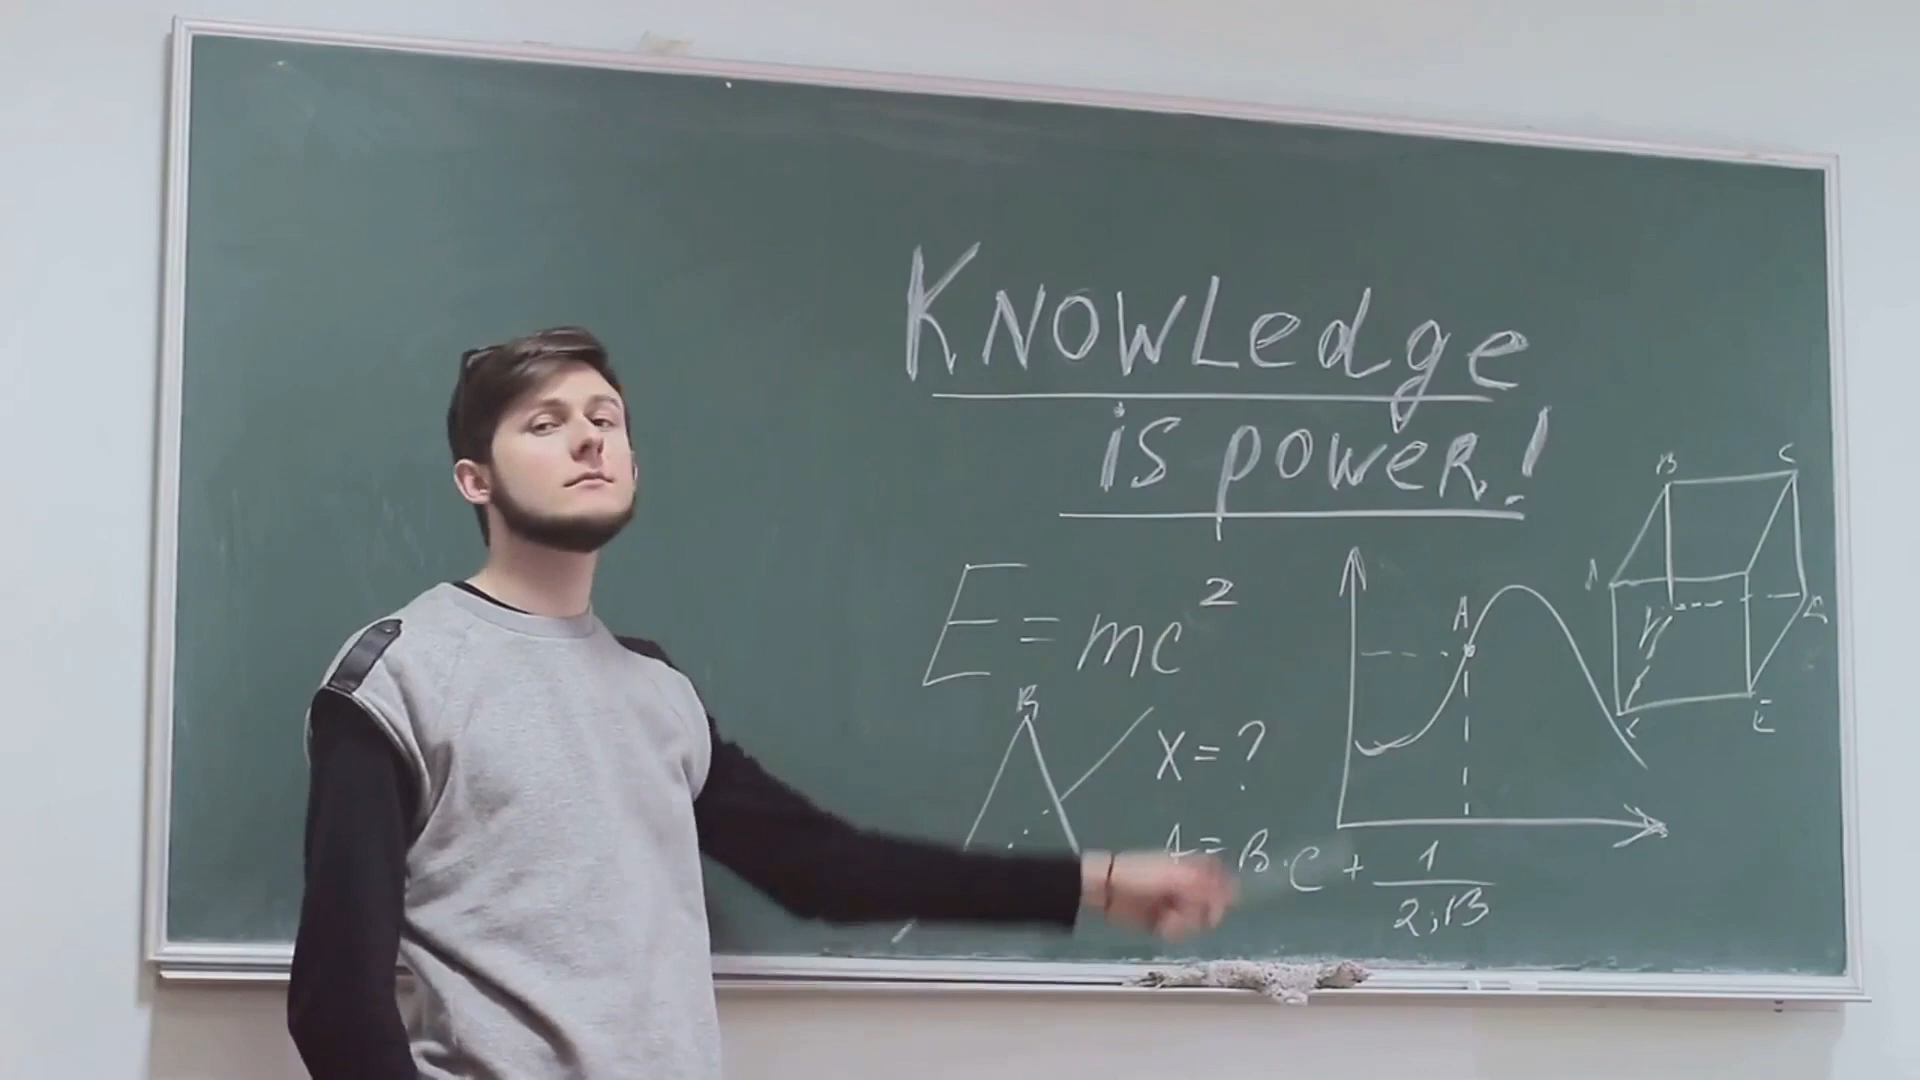 KNOWLedge
is poweR!
E = mc²
B
X = ?
A = B · C + 1
2,13
A
B
C
E